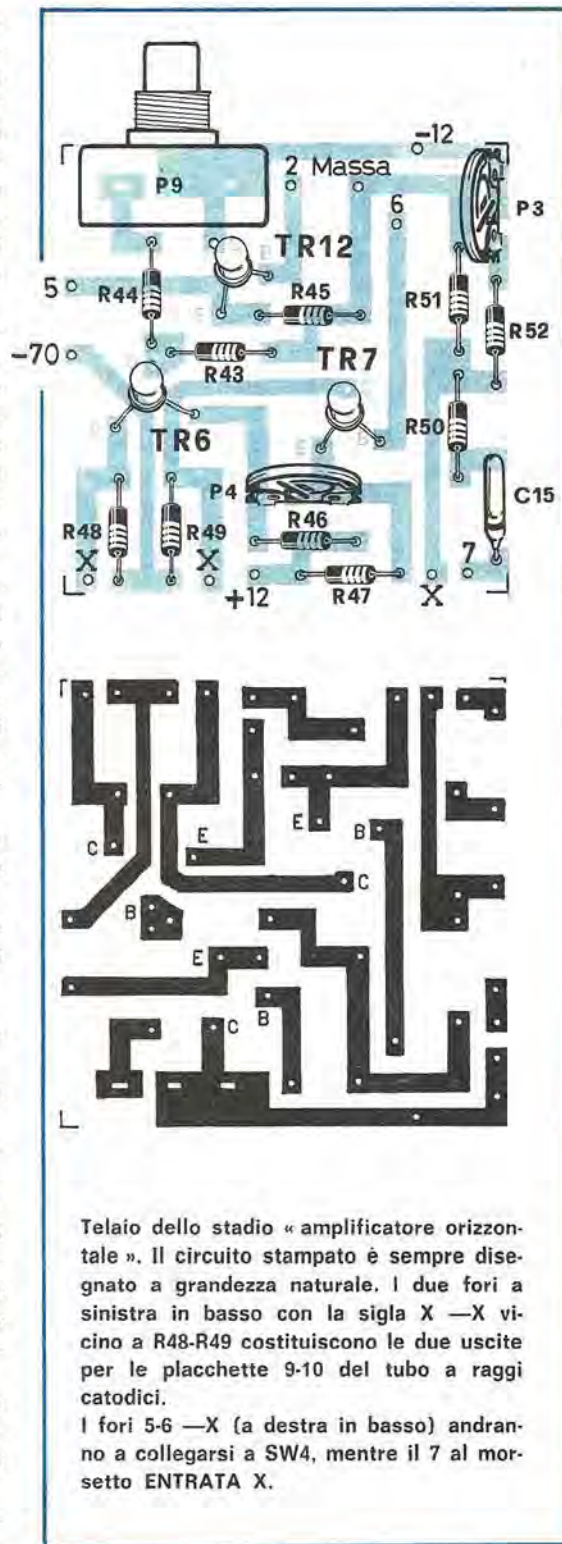 -12
P9
2 Massa
6
P3
TR12
5
R44
R45
R51
R52
-70
R43
TR7
TR6
R50
E
B
P4
C15
R48
R49
R46
X
X
7
+12
R47
X
C
E
E
B
C
B
E
B
C
Telaio dello stadio « amplificatore orizzon-
tale ». Il circuito stampato è sempre dise-
gnato a grandezza naturale. I due fori a
sinistra in basso con la sigla X —X vi-
cino a R48-R49 costituiscono le due uscite
per le placchette 9-10 del tubo a raggi
catodici.
I fori 5-6 —X (a destra in basso) andran-
no a collegarsi a SW4, mentre il 7 al mor-
setto ENTRATA X.